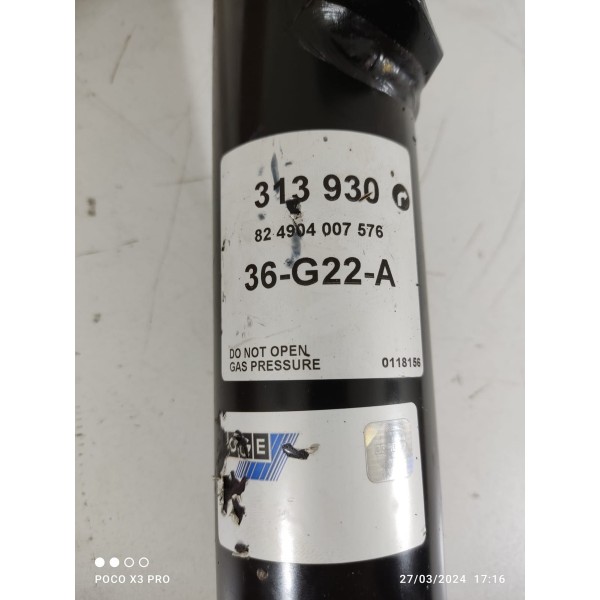 313 930 r
82 4904 007 576
36-G22-A
DO NOT OPEN
GAS PRESSURE
0118156
OGE
POCO X3 PRO
27/03/2024 17:16